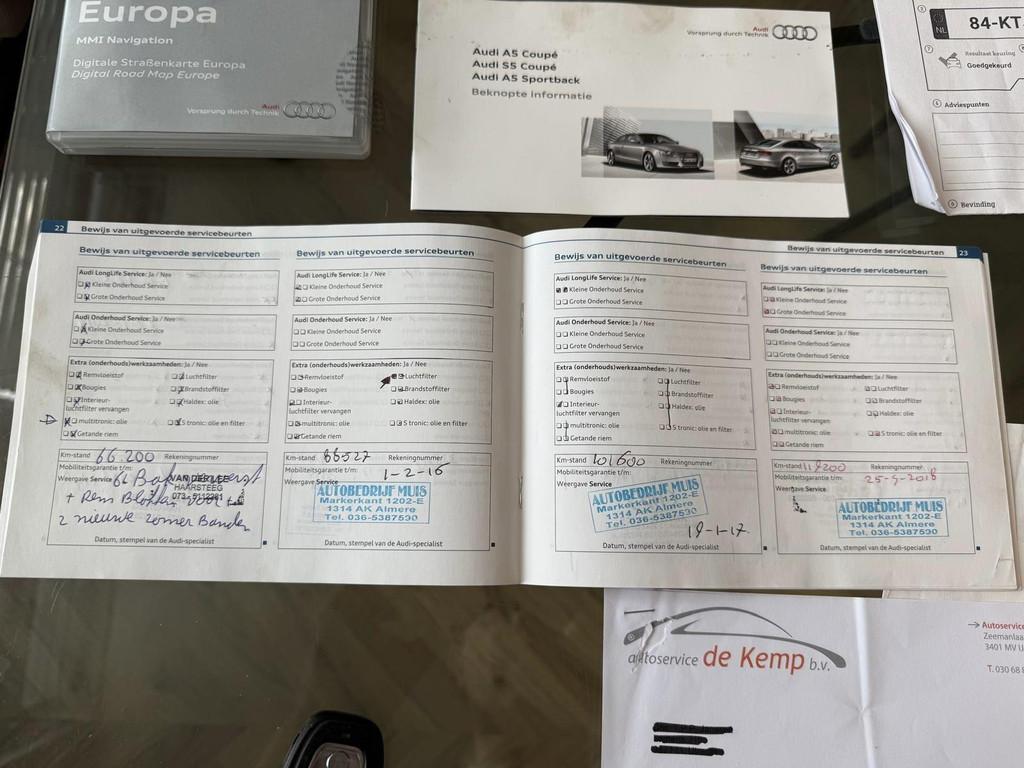 Europa
MMI Navigation
Digitale Straßenkarte Europa
Digital Road Map Europe
Audi
Vorsprung durch Technik
Audi
Vorsprung durch Technik
Audi A5 Coupé
Audi S5 Coupé
Audi A5 Sportback
Beknopte informatie
NL
84-KT
Resultaat keuring
Goedgekeurd
Adviespunten
Bevinding
22
Bewijs van uitgevoerde servicebeurten
Bewijs van uitgevoerde servicebeurten
Audi LongLife Service: Ja / Nee
Kleine Onderhoud Service
Grote Onderhoud Service
Audi Onderhoud Service: Ja / Nee
Kleine Onderhoud Service
Grote Onderhoud Service
Extra (onderhouds)werkzaamheden: Ja / Nee
Remvloeistof
Luchtfilter
Bougies
Brandstoffilter
Interieur-
luchtfilter vervangen
Haldex: olie
multitronic: olie
S tronic: olie en filter
Getande riem
Km-stand 66.200 Rekeningnummer
Mobiliteitsgarantie t/m:
Weergave Service
VAN DER LEE
HAARSTEEG
+ Rem
2 nieuwe zomer Banden
Datum, stempel van de Audi-specialist
Bewijs van uitgevoerde servicebeurten
Audi LongLife Service: Ja / Nee
Kleine Onderhoud Service
Grote Onderhoud Service
Audi Onderhoud Service: Ja / Nee
Kleine Onderhoud Service
Grote Onderhoud Service
Extra (onderhouds)werkzaamheden: Ja / Nee
Remvloeistof
Luchtfilter
Bougies
Brandstoffilter
Interieur-
luchtfilter vervangen
Haldex: olie
multitronic: olie
S tronic: olie en filter
Getande riem
Km-stand 86527 Rekeningnummer
Mobiliteitsgarantie t/m: 1-2-16
Weergave Service
AUTOBEDRIJF MUIS
Markerkant 1202-E
1314 AK Almere
Tel. 036-5387590
Datum, stempel van de Audi-specialist
Bewijs van uitgevoerde servicebeurten
23
Bewijs van uitgevoerde servicebeurten
Audi LongLife Service: Ja / Nee
Kleine Onderhoud Service
Grote Onderhoud Service
Audi Onderhoud Service: Ja / Nee
Kleine Onderhoud Service
Grote Onderhoud Service
Extra (onderhouds)werkzaamheden: Ja / Nee
Remvloeistof
Luchtfilter
Bougies
Brandstoffilter
Interieur-
luchtfilter vervangen
Haldex: olie
multitronic: olie
S tronic: olie en filter
Getande riem
Km-stand 101690 Rekeningnummer
Mobiliteitsgarantie t/m:
Weergave Service
AUTOBEDRIJF MUIS
Markerkant 1202-E
1314 AK Almere
Tel. 036-5387590
19-1-17
Datum, stempel van de Audi-specialist
Bewijs van uitgevoerde servicebeurten
Audi LongLife Service: Ja / Nee
Kleine Onderhoud Service
Grote Onderhoud Service
Audi Onderhoud Service: Ja / Nee
Kleine Onderhoud Service
Grote Onderhoud Service
Extra (onderhouds)werkzaamheden: Ja / Nee
Remvloeistof
Luchtfilter
Bougies
Brandstoffilter
Interieur-
luchtfilter vervangen
Haldex: olie
multitronic: olie
S tronic: olie en filter
Getande riem
Km-stand 118200 Rekeningnummer
Mobiliteitsgarantie t/m: 25-9-2018
Weergave Service
AUTOBEDRIJF MUIS
Markerkant 1202-E
1314 AK Almere
Tel. 036-5387590
Datum, stempel van de Audi-specialist
autoservice de Kemp b.v.
Autoservice
Zeemanlaa
3401 MV IJ
T. 030 68